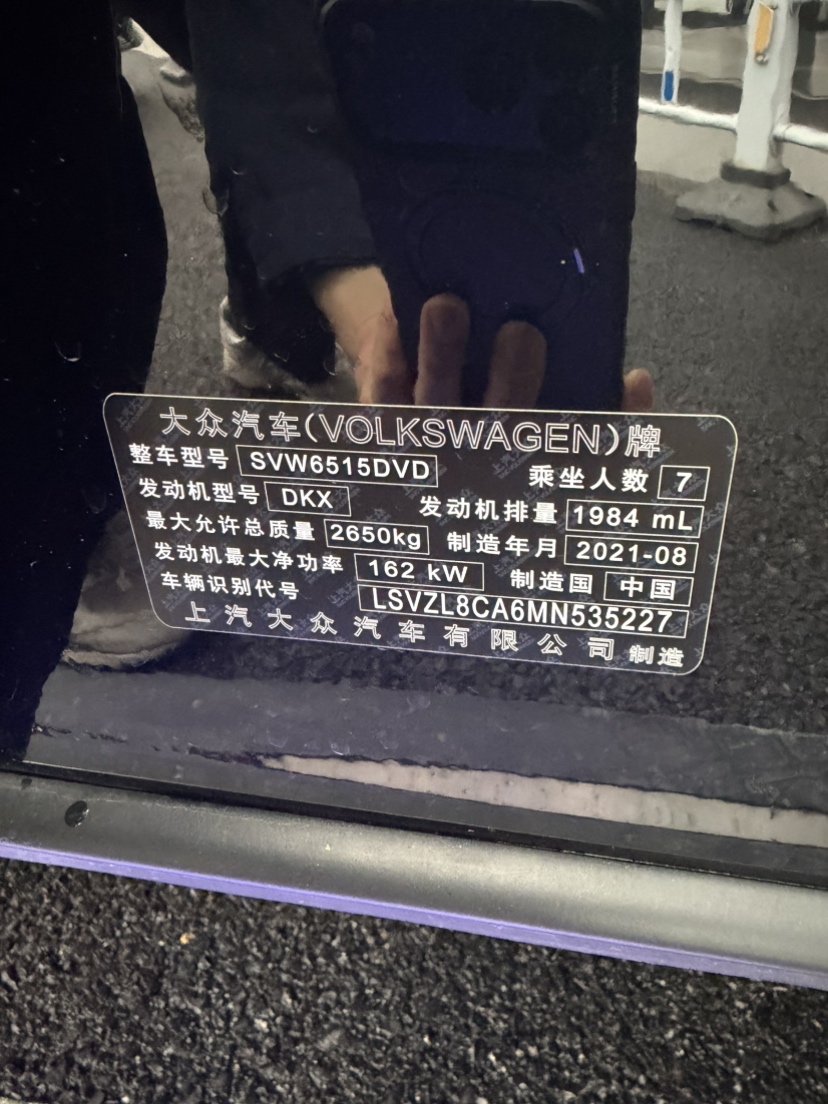 大众汽车(VOLKSWAGEN)牌
整车型号 SVW6515DVD 乘坐人数 7
发动机型号 DKX 发动机排量 1984 mL
最大允许总质量 2650kg 制造年月 2021-08
发动机最大净功率 162 kW 制造国 中国
车辆识别代号 LSVZL8CA6MN535227
上汽大众汽车有限公司 制造